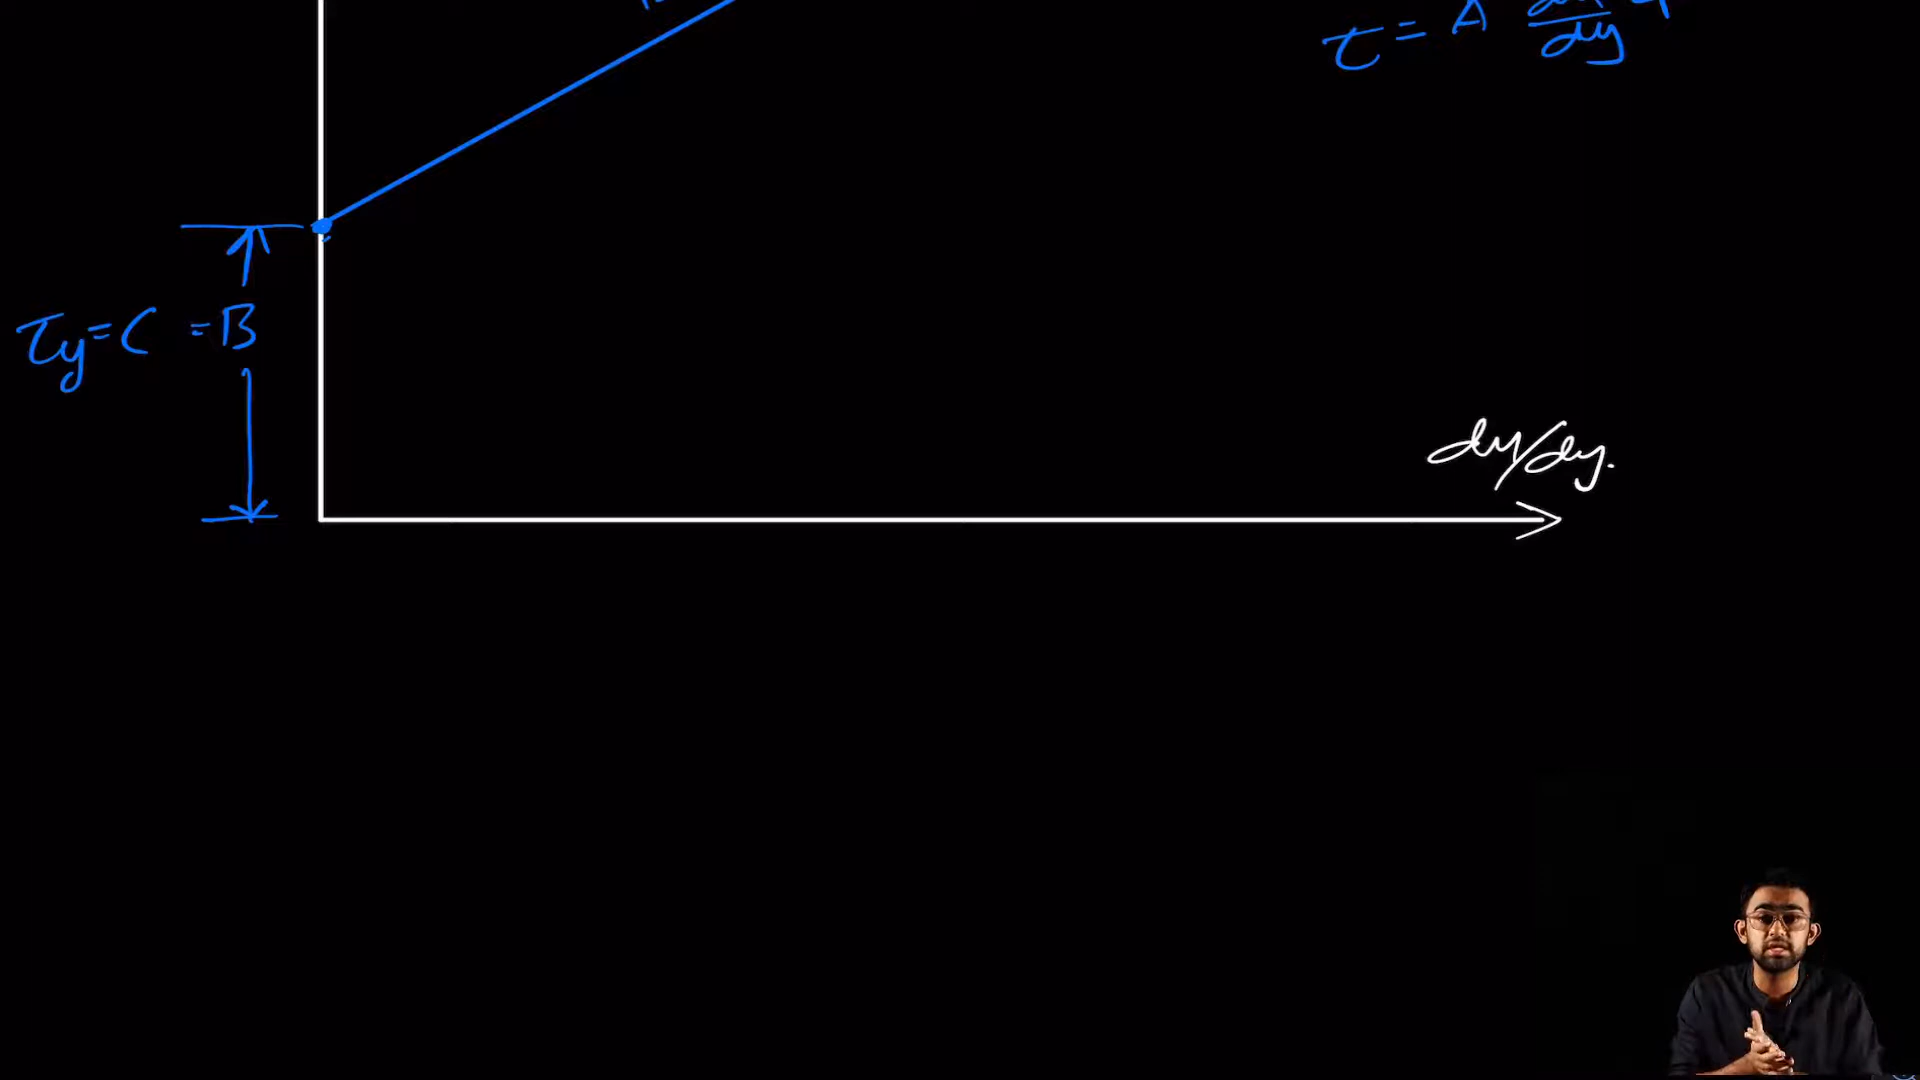 τ = A du/dy +
τy = C = B
du/dy.